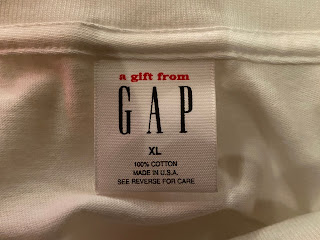 a gift from
GAP
XL
100% COTTON
MADE IN U.S.A.
SEE REVERSE FOR CARE